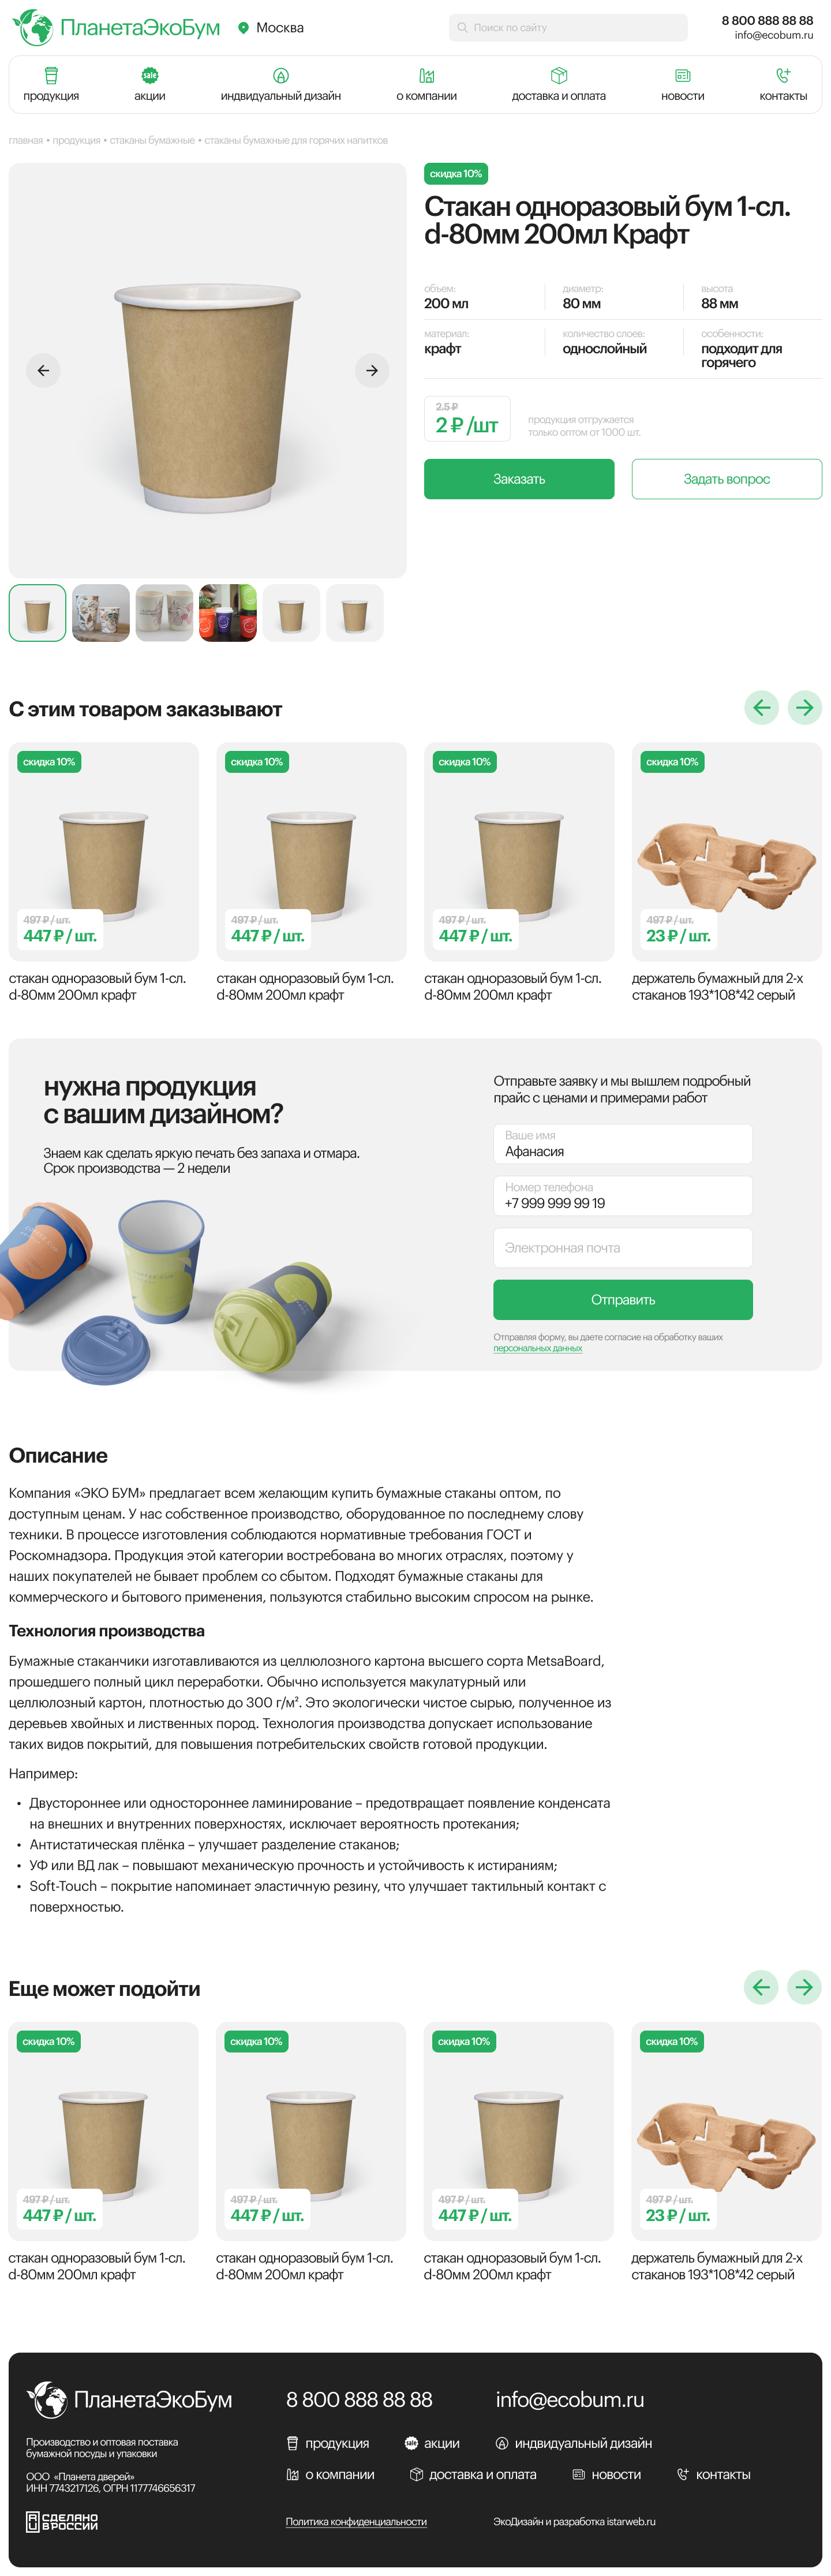 ПланетаЭкоБум
Москва
Поиск по сайту
8 800 888 88 88
info@ecobum.ru
продукция
sale
акции
индвидуальный дизайн
о компании
доставка и оплата
новости
контакты
главная • продукция • стаканы бумажные • стаканы бумажные для горячих напитков
скидка 10%
Стакан одноразовый бум 1-сл.
d-80мм 200мл Крафт
объем:
200 мл
диаметр:
80 мм
высота
88 мм
материал:
крафт
количество слоев:
однослойный
особенности:
подходит для
горячего
2.5 ₽
2 ₽ /шт
продукция отгружается
только оптом от 1000 шт.
Заказать
Задать вопрос
С этим товаром заказывают
скидка 10%
497 ₽ / шт.
447 ₽ / шт.
стакан одноразовый бум 1-сл.
d-80мм 200мл крафт
скидка 10%
497 ₽ / шт.
447 ₽ / шт.
стакан одноразовый бум 1-сл.
d-80мм 200мл крафт
скидка 10%
497 ₽ / шт.
447 ₽ / шт.
стакан одноразовый бум 1-сл.
d-80мм 200мл крафт
скидка 10%
497 ₽ / шт.
23 ₽ / шт.
держатель бумажный для 2-х
стаканов 193*108*42 серый
нужна продукция
с вашим дизайном?
Знаем как сделать яркую печать без запаха и отмара.
Срок производства — 2 недели
Отправьте заявку и мы вышлем подробный
прайс с ценами и примерами работ
Ваше имя
Афанасия
Номер телефона
+7 999 999 99 19
Электронная почта
Отправить
Отправляя форму, вы даете согласие на обработку ваших
персональных данных
Описание
Компания «ЭКО БУМ» предлагает всем желающим купить бумажные стаканы оптом, по
доступным ценам. У нас собственное производство, оборудованное по последнему слову
техники. В процессе изготовления соблюдаются нормативные требования ГОСТ и
Роскомнадзора. Продукция этой категории востребована во многих отраслях, поэтому у
наших покупателей не бывает проблем со сбытом. Подходят бумажные стаканы для
коммерческого и бытового применения, пользуются стабильно высоким спросом на рынке.
Технология производства
Бумажные стаканчики изготавливаются из целлюлозного картона высшего сорта MetsaBoard,
прошедшего полный цикл переработки. Обычно используется макулатурный или
целлюлозный картон, плотностью до 300 г/м². Это экологически чистое сырью, полученное из
деревьев хвойных и лиственных пород. Технология производства допускает использование
таких видов покрытий, для повышения потребительских свойств готовой продукции.
Например:
• Двустороннее или одностороннее ламинирование – предотвращает появление конденсата
на внешних и внутренних поверхностях, исключает вероятность протекания;
• Антистатическая плёнка – улучшает разделение стаканов;
• УФ или ВД лак – повышают механическую прочность и устойчивость к истираниям;
• Soft-Touch – покрытие напоминает эластичную резину, что улучшает тактильный контакт с
поверхностью.
Еще может подойти
скидка 10%
497 ₽ / шт.
447 ₽ / шт.
стакан одноразовый бум 1-сл.
d-80мм 200мл крафт
скидка 10%
497 ₽ / шт.
447 ₽ / шт.
стакан одноразовый бум 1-сл.
d-80мм 200мл крафт
скидка 10%
497 ₽ / шт.
447 ₽ / шт.
стакан одноразовый бум 1-сл.
d-80мм 200мл крафт
скидка 10%
497 ₽ / шт.
23 ₽ / шт.
держатель бумажный для 2-х
стаканов 193*108*42 серый
ПланетаЭкоБум
Производство и оптовая поставка
бумажной посуды и упаковки
ООО «Планета дверей»
ИНН 7743217126, ОГРН 1177746656317
СДЕЛАНО
В РОССИИ
8 800 888 88 88
info@ecobum.ru
продукция
sale
акции
индвидуальный дизайн
о компании
доставка и оплата
новости
контакты
Политика конфиденциальности
ЭкоДизайн и разработка istarweb.ru